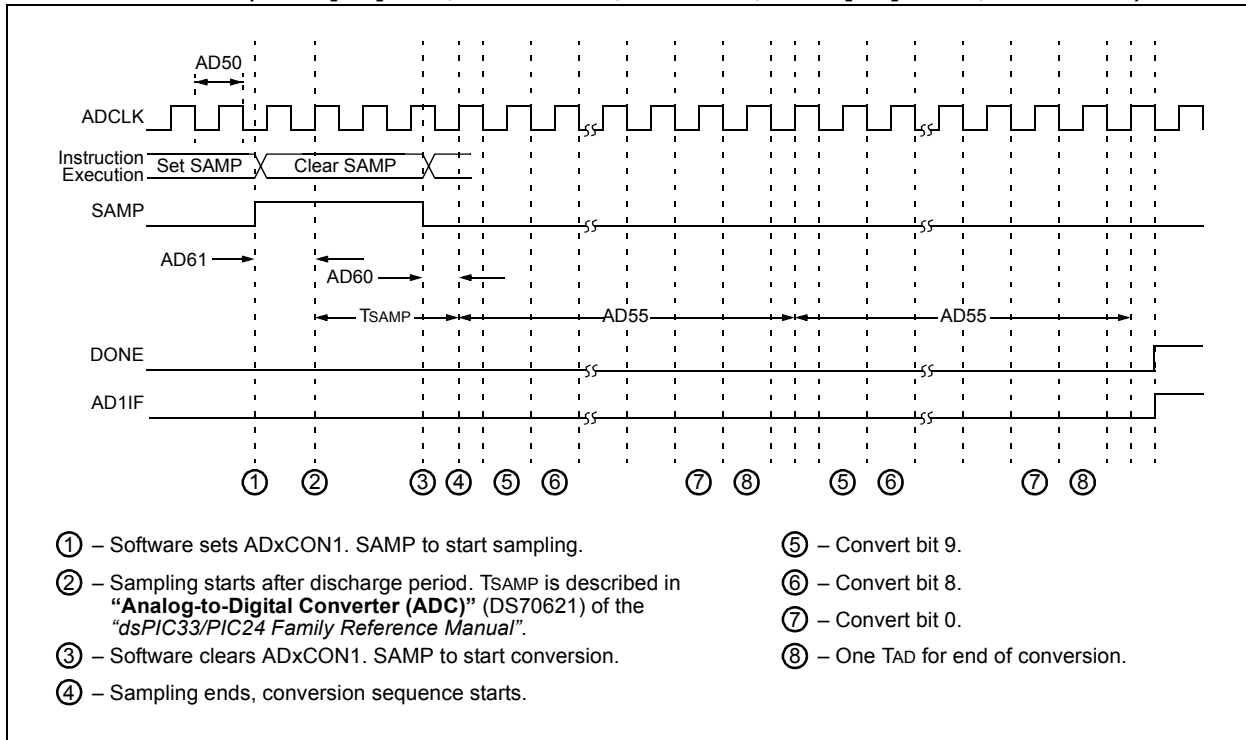 AD50
ADCLK
Instruction
Execution
Set SAMP
Clear SAMP
SAMP
AD61
AD60
TSAMP
AD55
AD55
DONE
AD1IF
1 2 3 4 5 6 7 8 5 6 7 8
1 – Software sets ADxCON1. SAMP to start sampling.
2 – Sampling starts after discharge period. TSAMP is described in
“Analog-to-Digital Converter (ADC)” (DS70621) of the
“dsPIC33/PIC24 Family Reference Manual”.
3 – Software clears ADxCON1. SAMP to start conversion.
4 – Sampling ends, conversion sequence starts.
5 – Convert bit 9.
6 – Convert bit 8.
7 – Convert bit 0.
8 – One TAD for end of conversion.